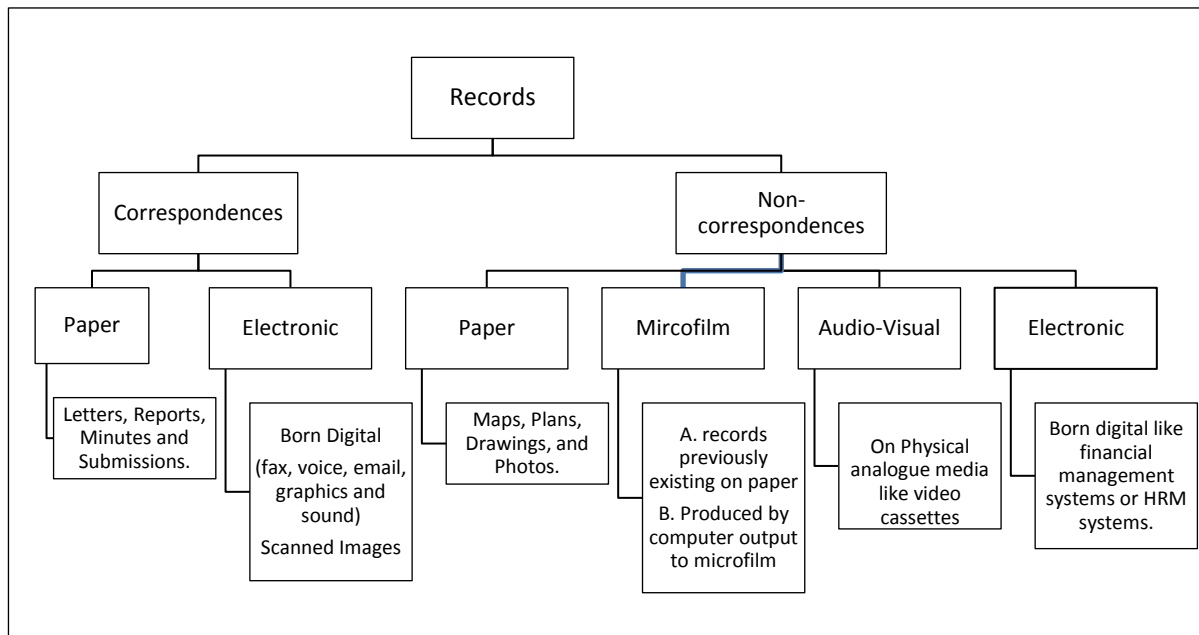 Records
Correspondences
Non-
correspondences
Paper
Electronic
Paper
Mircofilm
Audio-Visual
Electronic
Letters, Reports,
Minutes and
Submissions.
Born Digital
(fax, voice, email,
graphics and
sound)
Scanned Images
Maps, Plans,
Drawings, and
Photos.
A. records
previously
existing on paper
B. Produced by
computer output
to microfilm
On Physical
analogue media
like video
cassettes
Born digital like
financial
management
systems or HRM
systems.